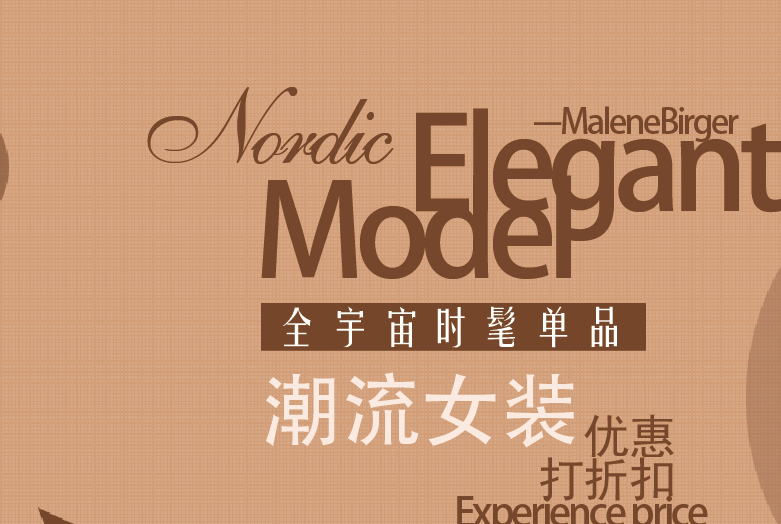 Nordic Elegant
—MaleneBirger
Model
全宇宙时髦单品
潮流女装
优惠
打折扣
Experience price